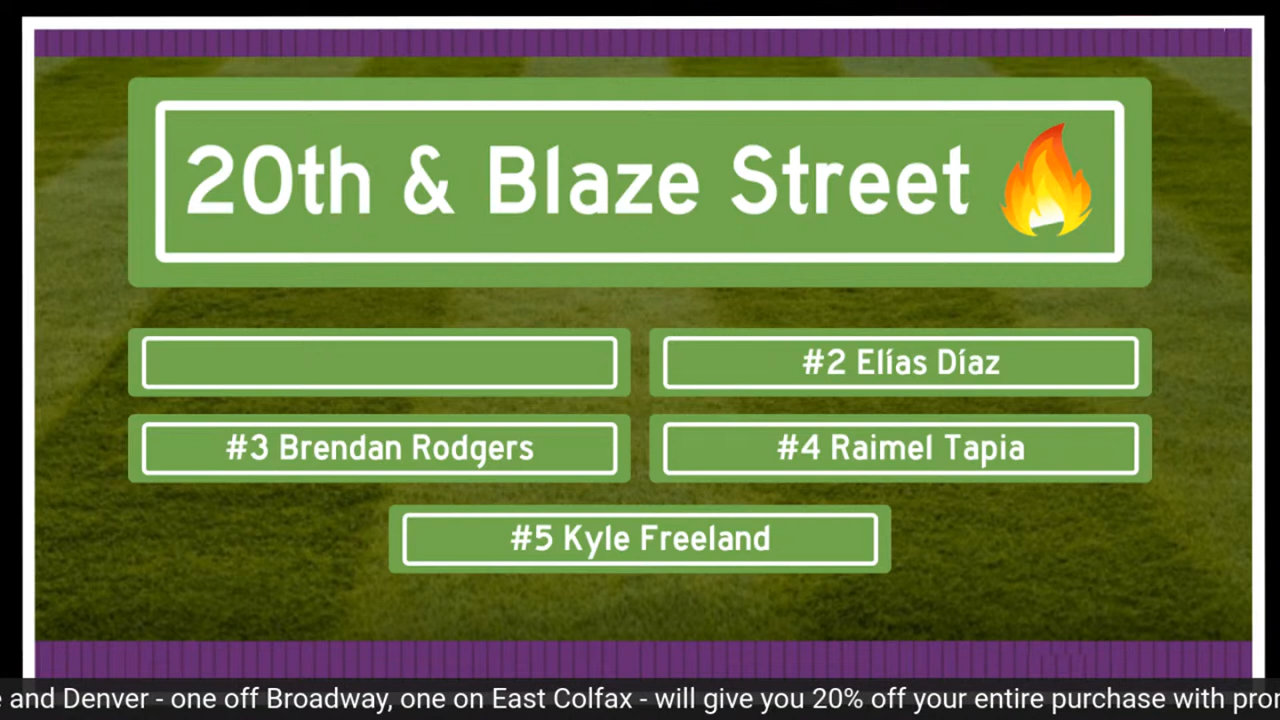 20th & Blaze Street 🔥
#2 Elías Díaz
#3 Brendan Rodgers
#4 Raimel Tapia
#5 Kyle Freeland
and Denver - one off Broadway, one on East Colfax - will give you 20% off your entire purchase with